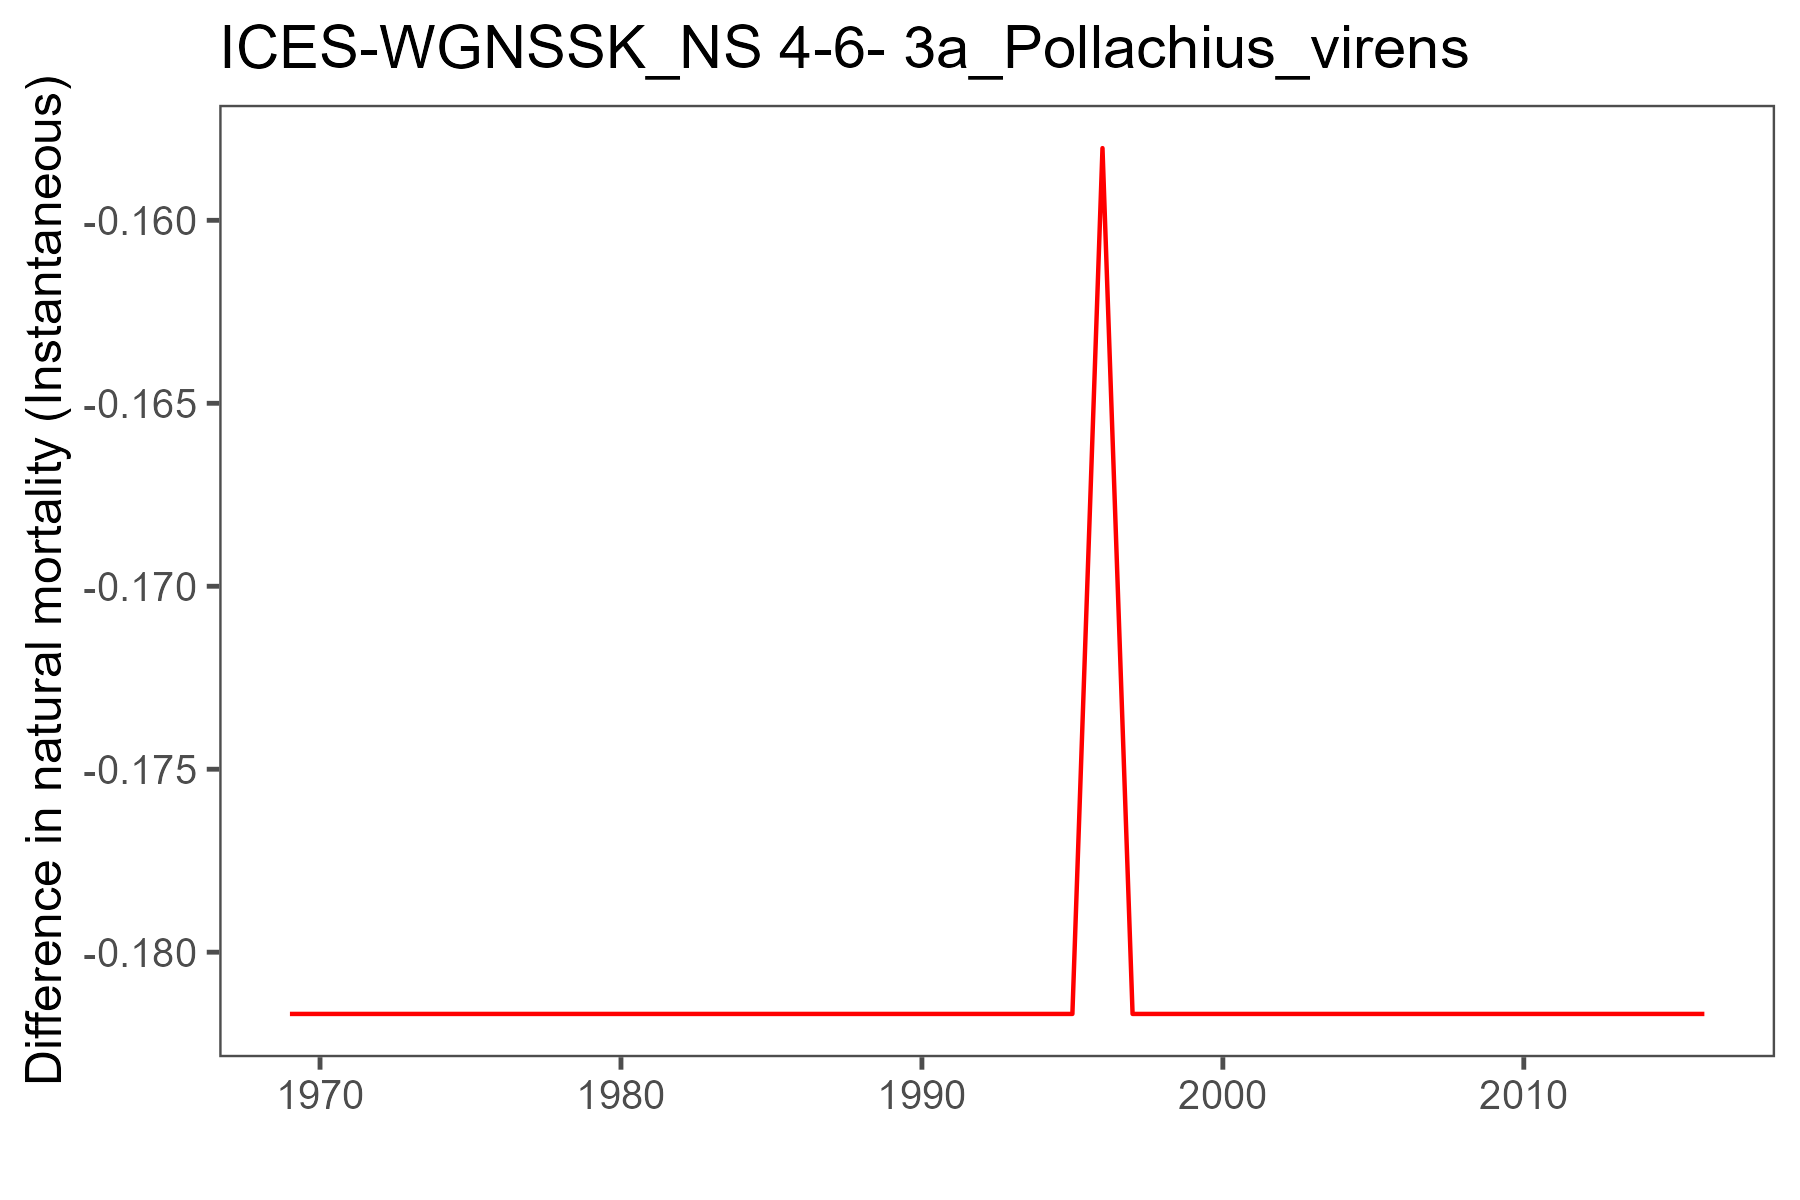 ICES-WGNSSK_NS 4-6- 3a_Pollachius_virens
Difference in natural mortality (Instantaneous)
-0.160
-0.165
-0.170
-0.175
-0.180
1970 1980 1990 2000 2010